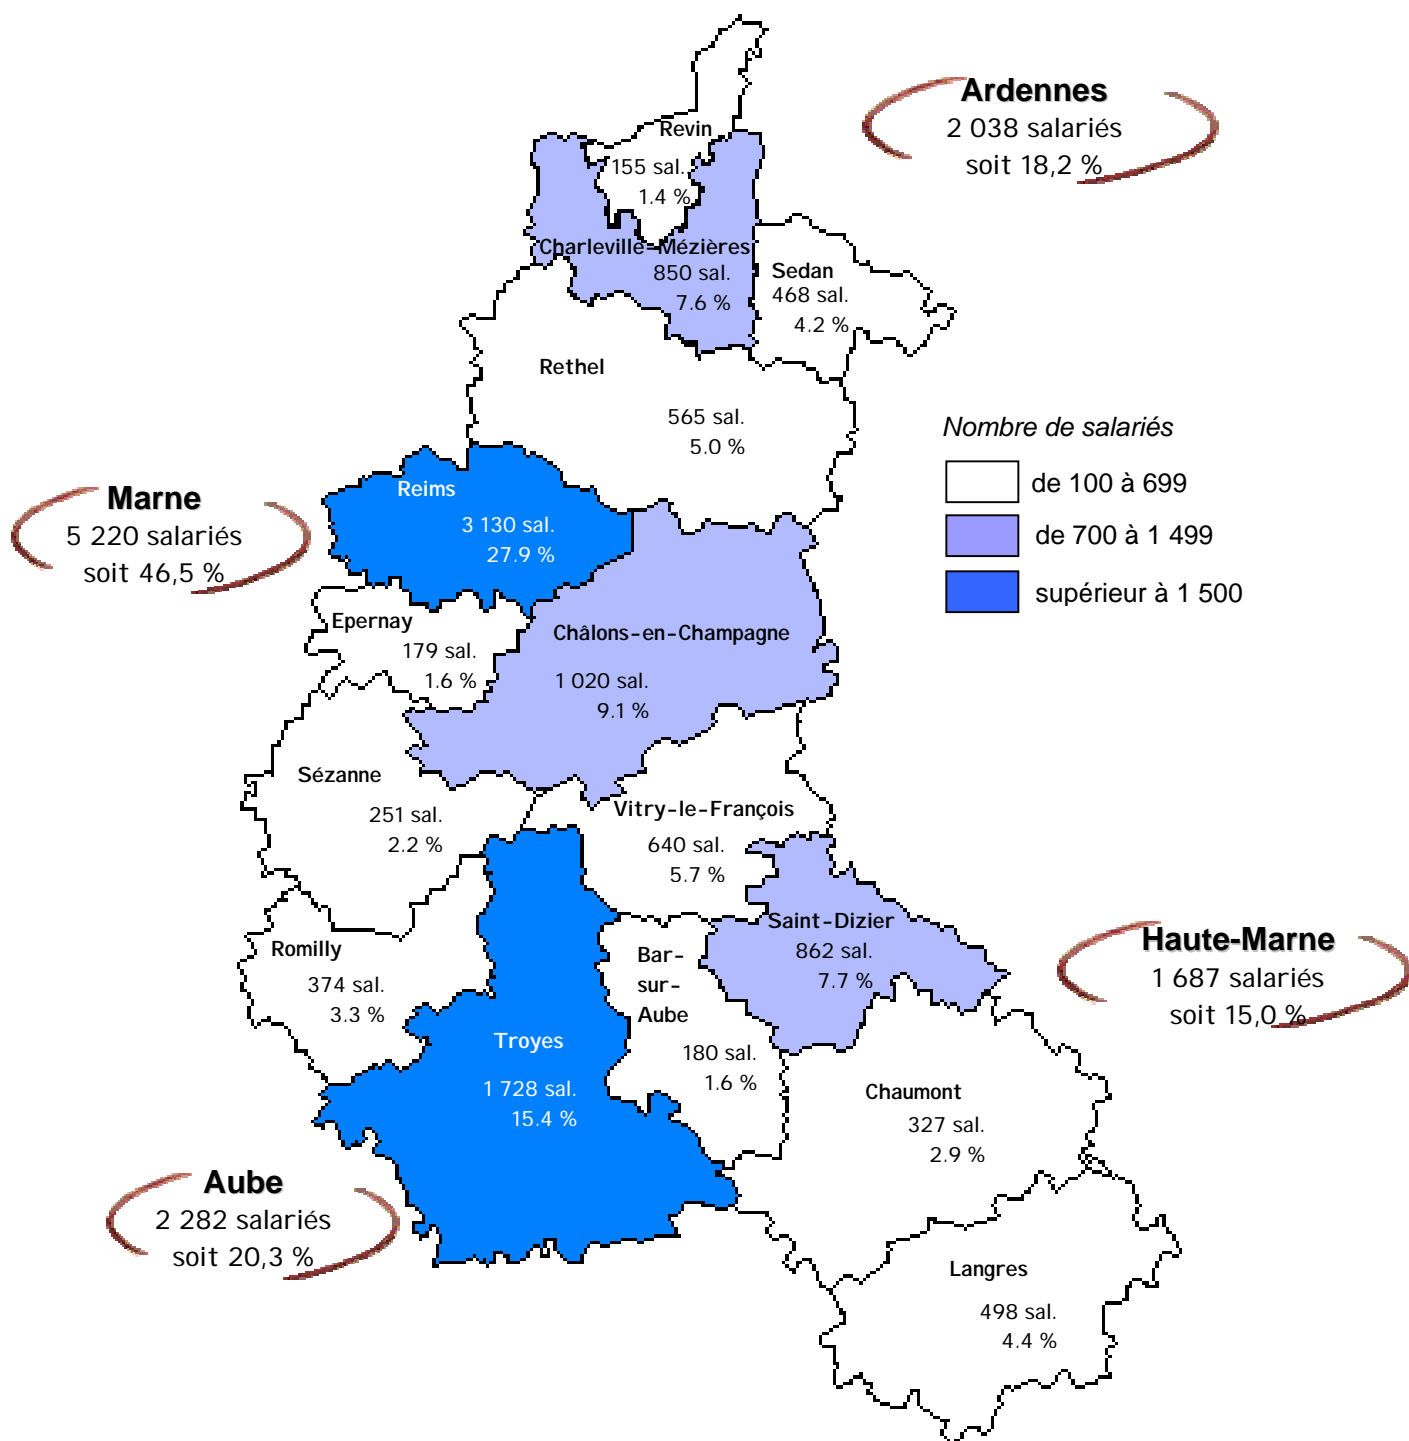 Ardennes
2 038 salariés
soit 18,2 %
Revin
155 sal.
1.4 %
Charleville-Mézières
850 sal.
7.6 %
Sedan
468 sal.
4.2 %
Rethel
565 sal.
5.0 %
Nombre de salariés
de 100 à 699
de 700 à 1 499
supérieur à 1 500
Marne
5 220 salariés
soit 46,5 %
Reims
3 130 sal.
27.9 %
Epernay
179 sal.
1.6 %
Châlons-en-Champagne
1 020 sal.
9.1 %
Sézanne
251 sal.
2.2 %
Vitry-le-François
640 sal.
5.7 %
Saint-Dizier
862 sal.
7.7 %
Haute-Marne
1 687 salariés
soit 15,0 %
Romilly
374 sal.
3.3 %
Bar-
sur-
Aube
180 sal.
1.6 %
Troyes
1 728 sal.
15.4 %
Chaumont
327 sal.
2.9 %
Aube
2 282 salariés
soit 20,3 %
Langres
498 sal.
4.4 %